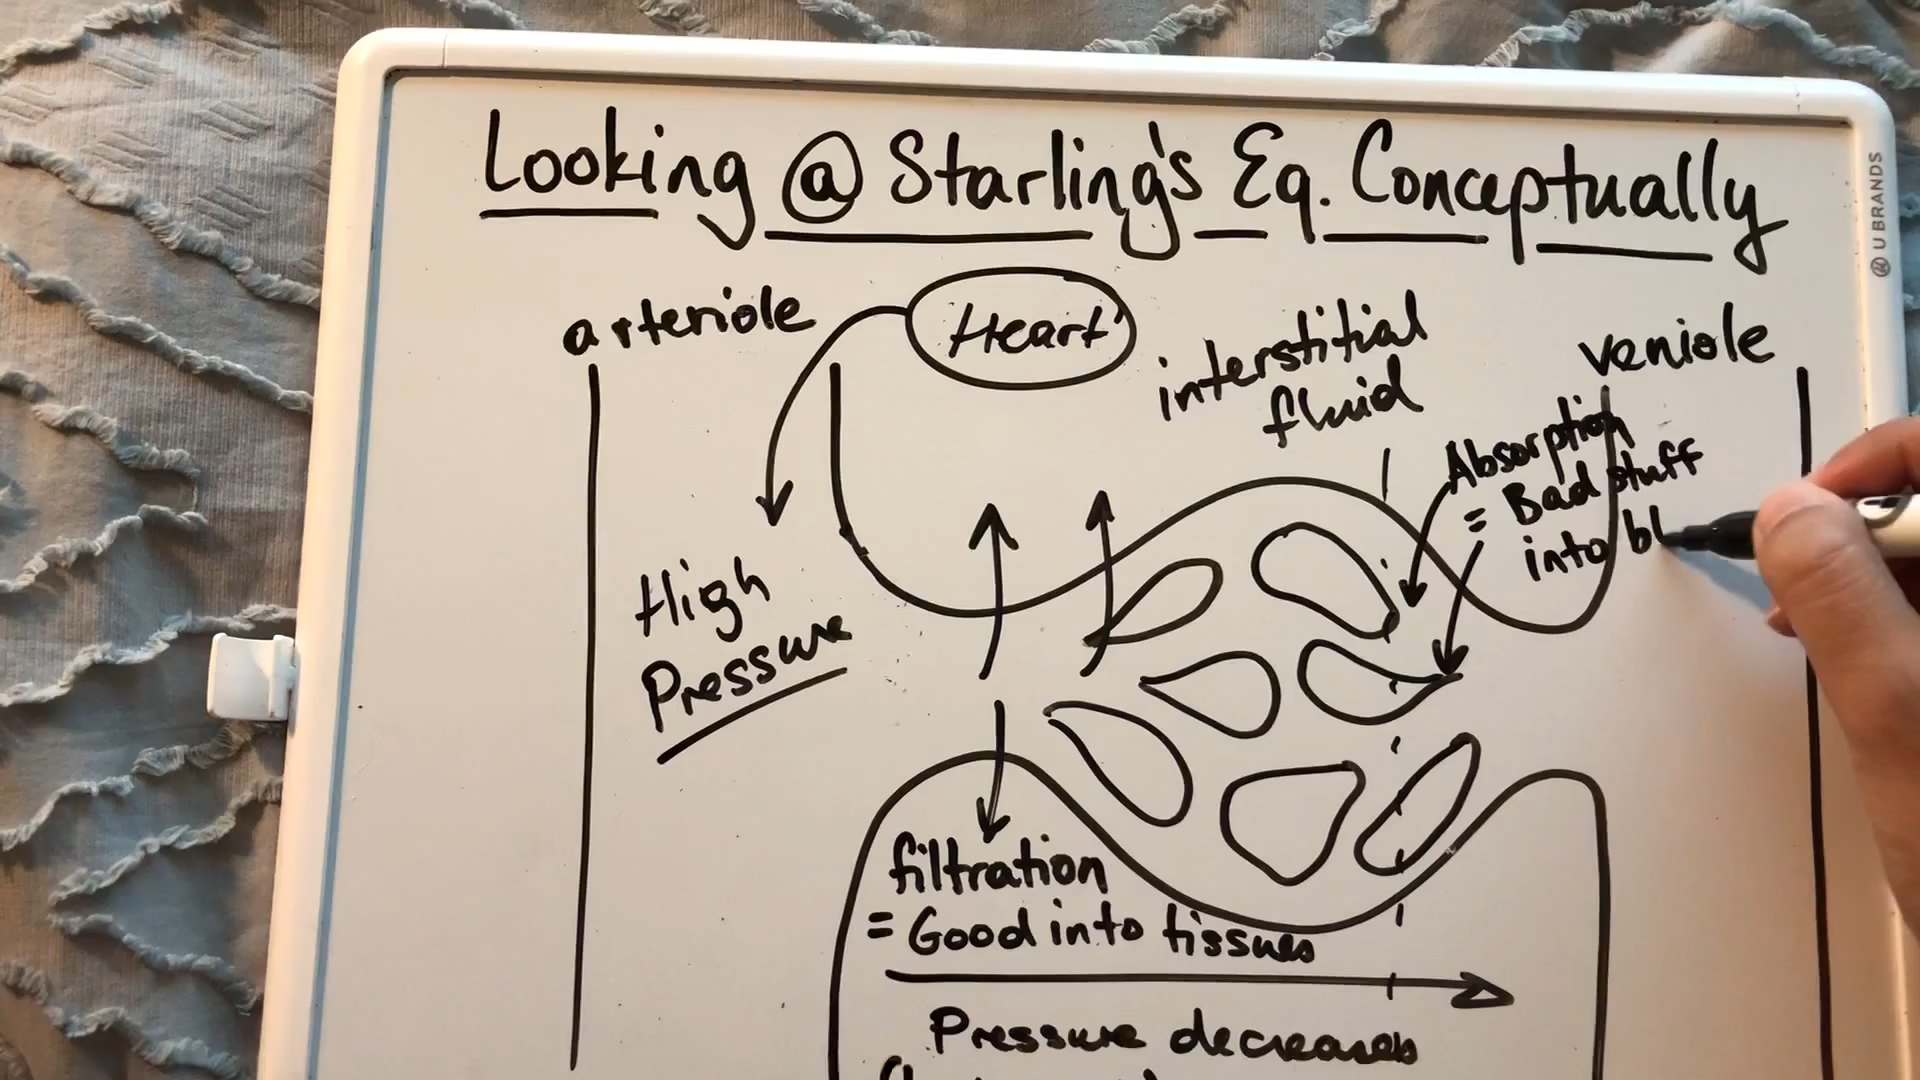 Looking @ Starling's Eq. Conceptually
U BRANDS
arteriole
Heart
interstitial
fluid
veniole
Absorption
= Bad stuff
into bl
High
Pressure
filtration
= Good into tissues
Pressure decreases